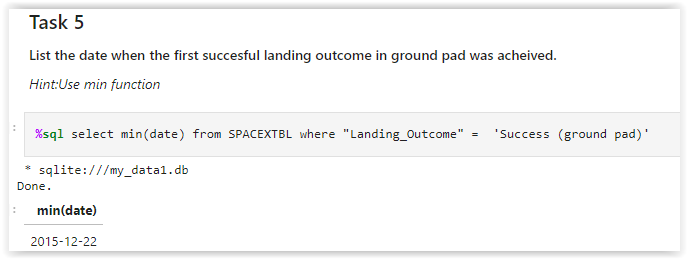 Task 5
List the date when the first succesful landing outcome in ground pad was acheived.
Hint:Use min function
: %sql select min(date) from SPACEXTBL where "Landing_Outcome" =  'Success (ground pad)'
* sqlite:///my_data1.db
Done.
: min(date)
2015-12-22